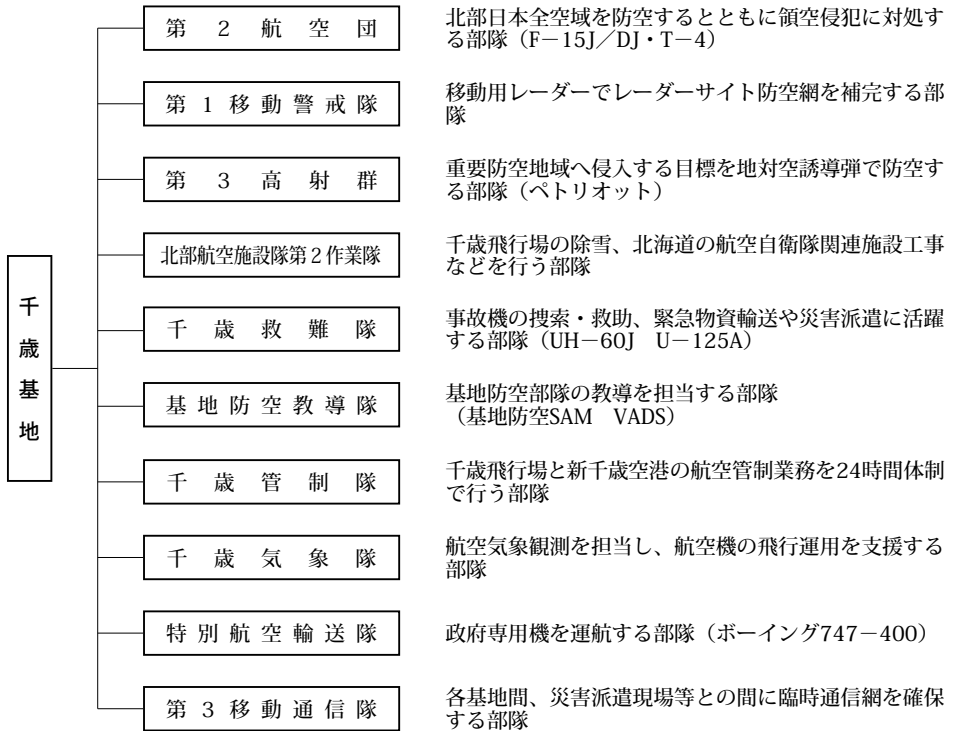 千歳基地
第2航空団
北部日本全空域を防空するとともに領空侵犯に対処す
る部隊（F－15J／DJ・T－4）
第1移動警戒隊
移動用レーダーでレーダーサイト防空網を補完する部
隊
第3高射群
重要防空地域へ侵入する目標を地対空誘導弾で防空す
る部隊（ペトリオット）
北部航空施設隊第2作業隊
千歳飛行場の除雪、北海道の航空自衛隊関連施設工事
などを行う部隊
千歳救難隊
事故機の捜索・救助、緊急物資輸送や災害派遣に活躍
する部隊（UH－60J　U－125A）
基地防空教導隊
基地防空部隊の教導を担当する部隊
（基地防空SAM　VADS）
千歳管制隊
千歳飛行場と新千歳空港の航空管制業務を24時間体制
で行う部隊
千歳気象隊
航空気象観測を担当し、航空機の飛行運用を支援する
部隊
特別航空輸送隊
政府専用機を運航する部隊（ボーイング747－400）
第3移動通信隊
各基地間、災害派遣現場等との間に臨時通信網を確保
する部隊